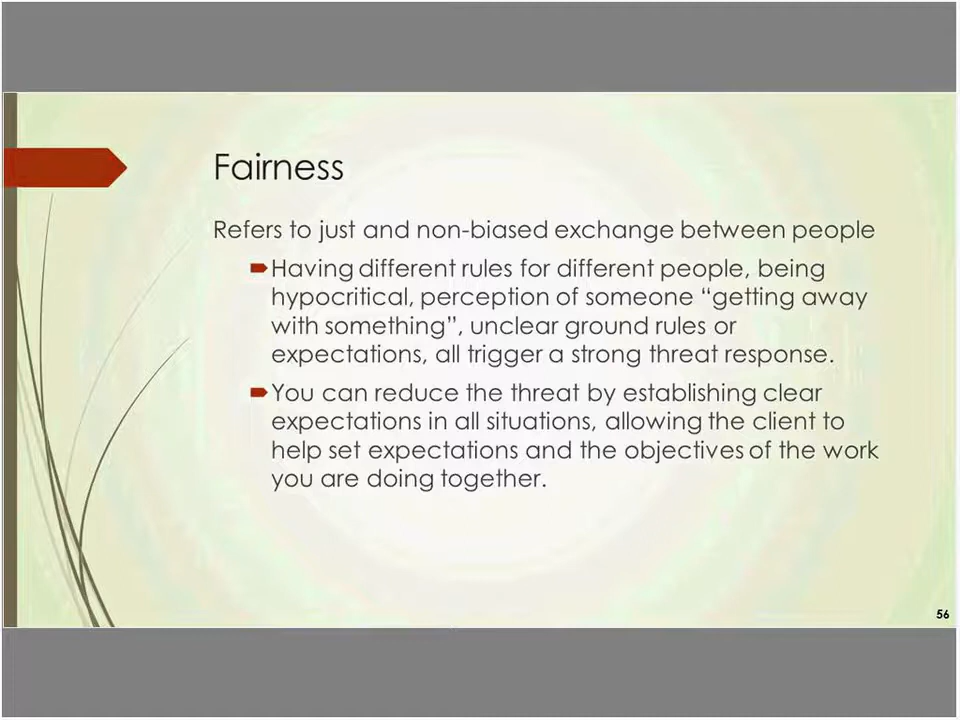 Fairness
Refers to just and non-biased exchange between people
Having different rules for different people, being
hypocritical, perception of someone “getting away
with something”, unclear ground rules or
expectations, all trigger a strong threat response.
You can reduce the threat by establishing clear
expectations in all situations, allowing the client to
help set expectations and the objectives of the work
you are doing together.
56